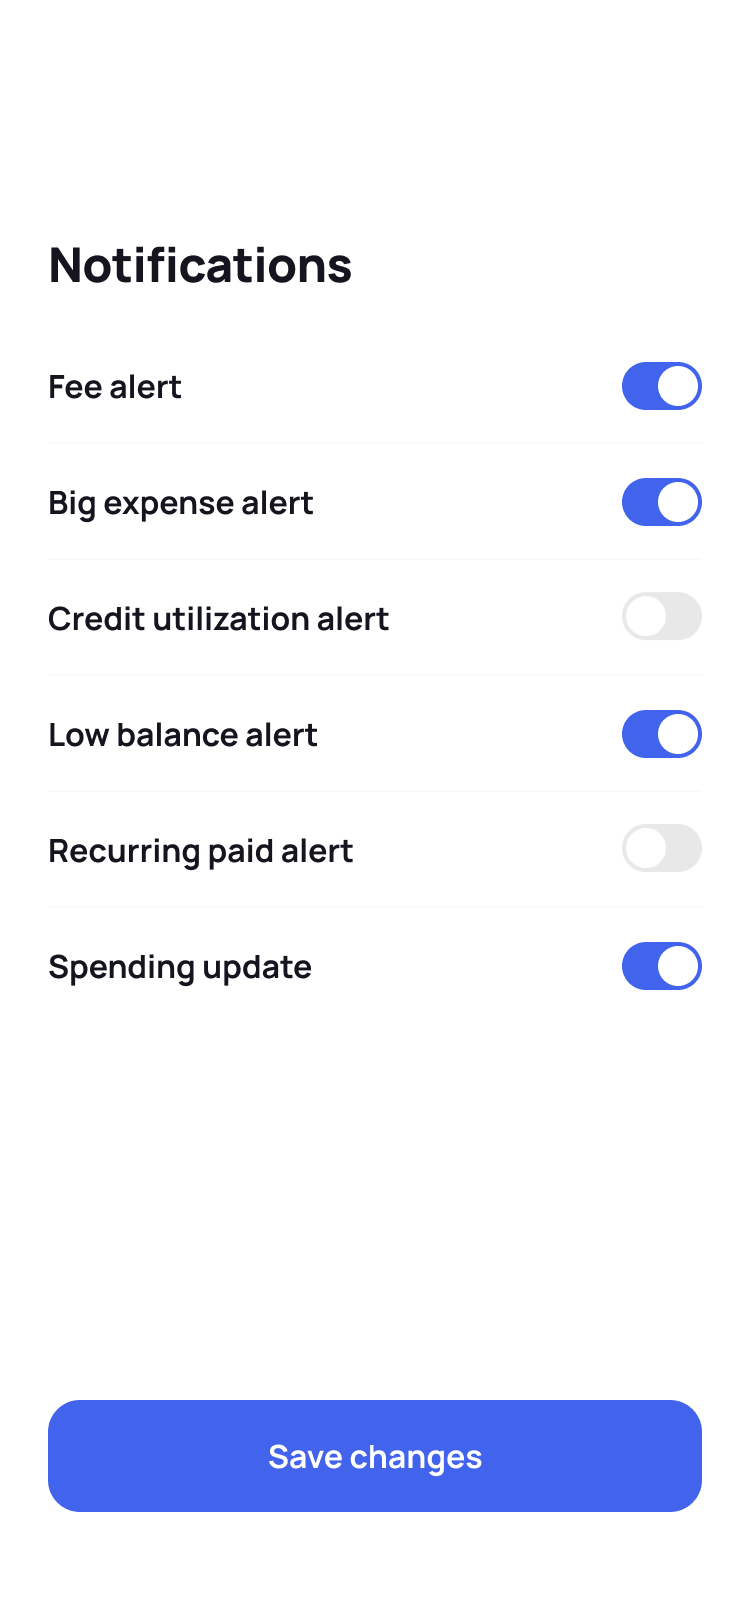 Notifications
Fee alert
Big expense alert
Credit utilization alert
Low balance alert
Recurring paid alert
Spending update
Save changes